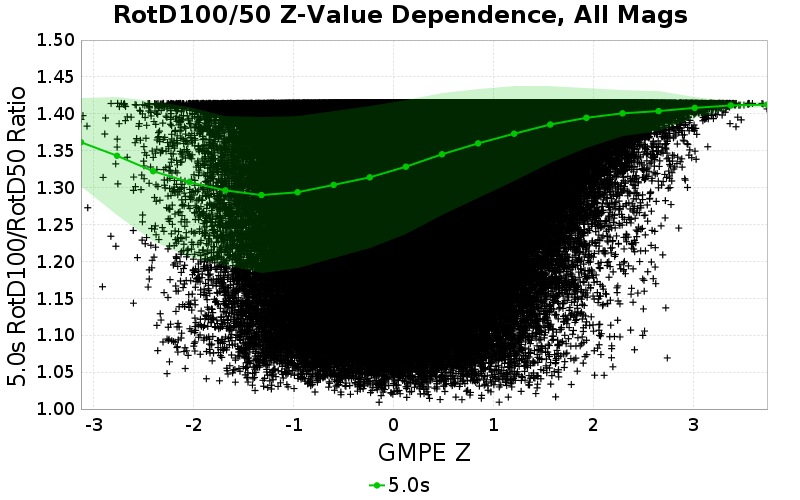 RotD100/50 Z-Value Dependence, All Mags
5.0s RotD100/RotD50 Ratio
1.50
1.45
1.40
1.35
1.30
1.25
1.20
1.15
1.10
1.05
1.00
-3 -2 -1 0 1 2 3
GMPE Z
5.0s